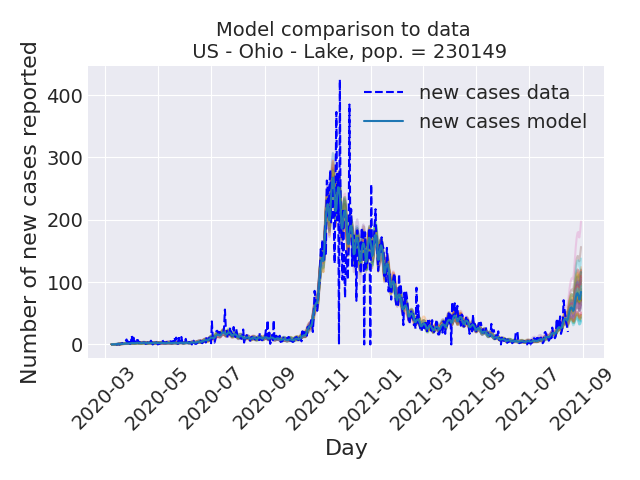 Model comparison to data
US - Ohio - Lake, pop. = 230149
Number of new cases reported
400
300
200
100
0
new cases data
new cases model
2020-03
2020-05
2020-07
2020-09
2020-11
2021-01
2021-03
2021-05
2021-07
2021-09
Day